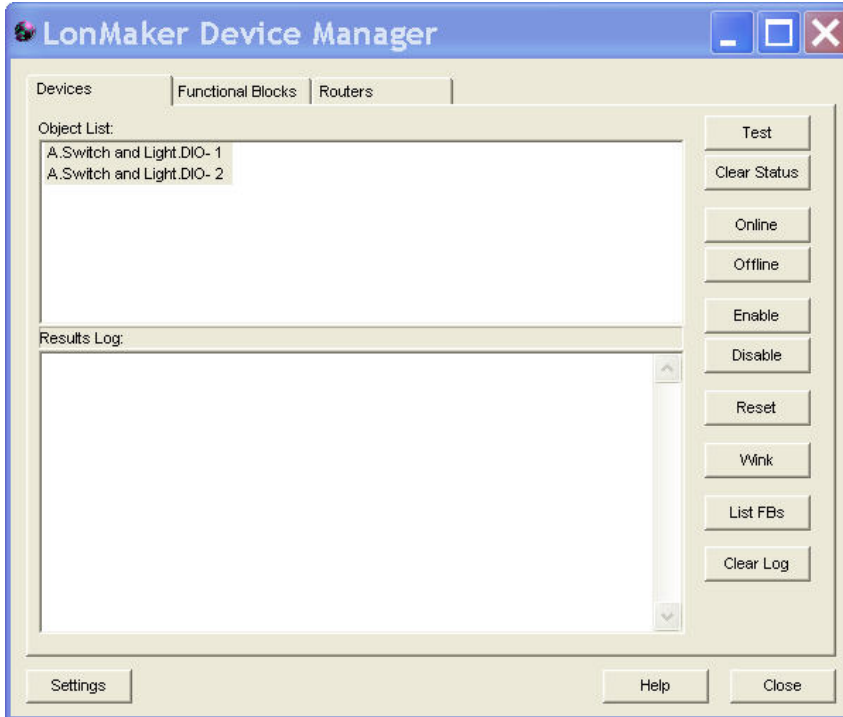 LonMaker Device Manager
Devices
Functional Blocks
Routers
Object List:
A.Switch and Light.DIO- 1
A.Switch and Light.DIO- 2
Results Log:
Test
Clear Status
Online
Offline
Enable
Disable
Reset
Wink
List FBs
Clear Log
Settings
Help
Close